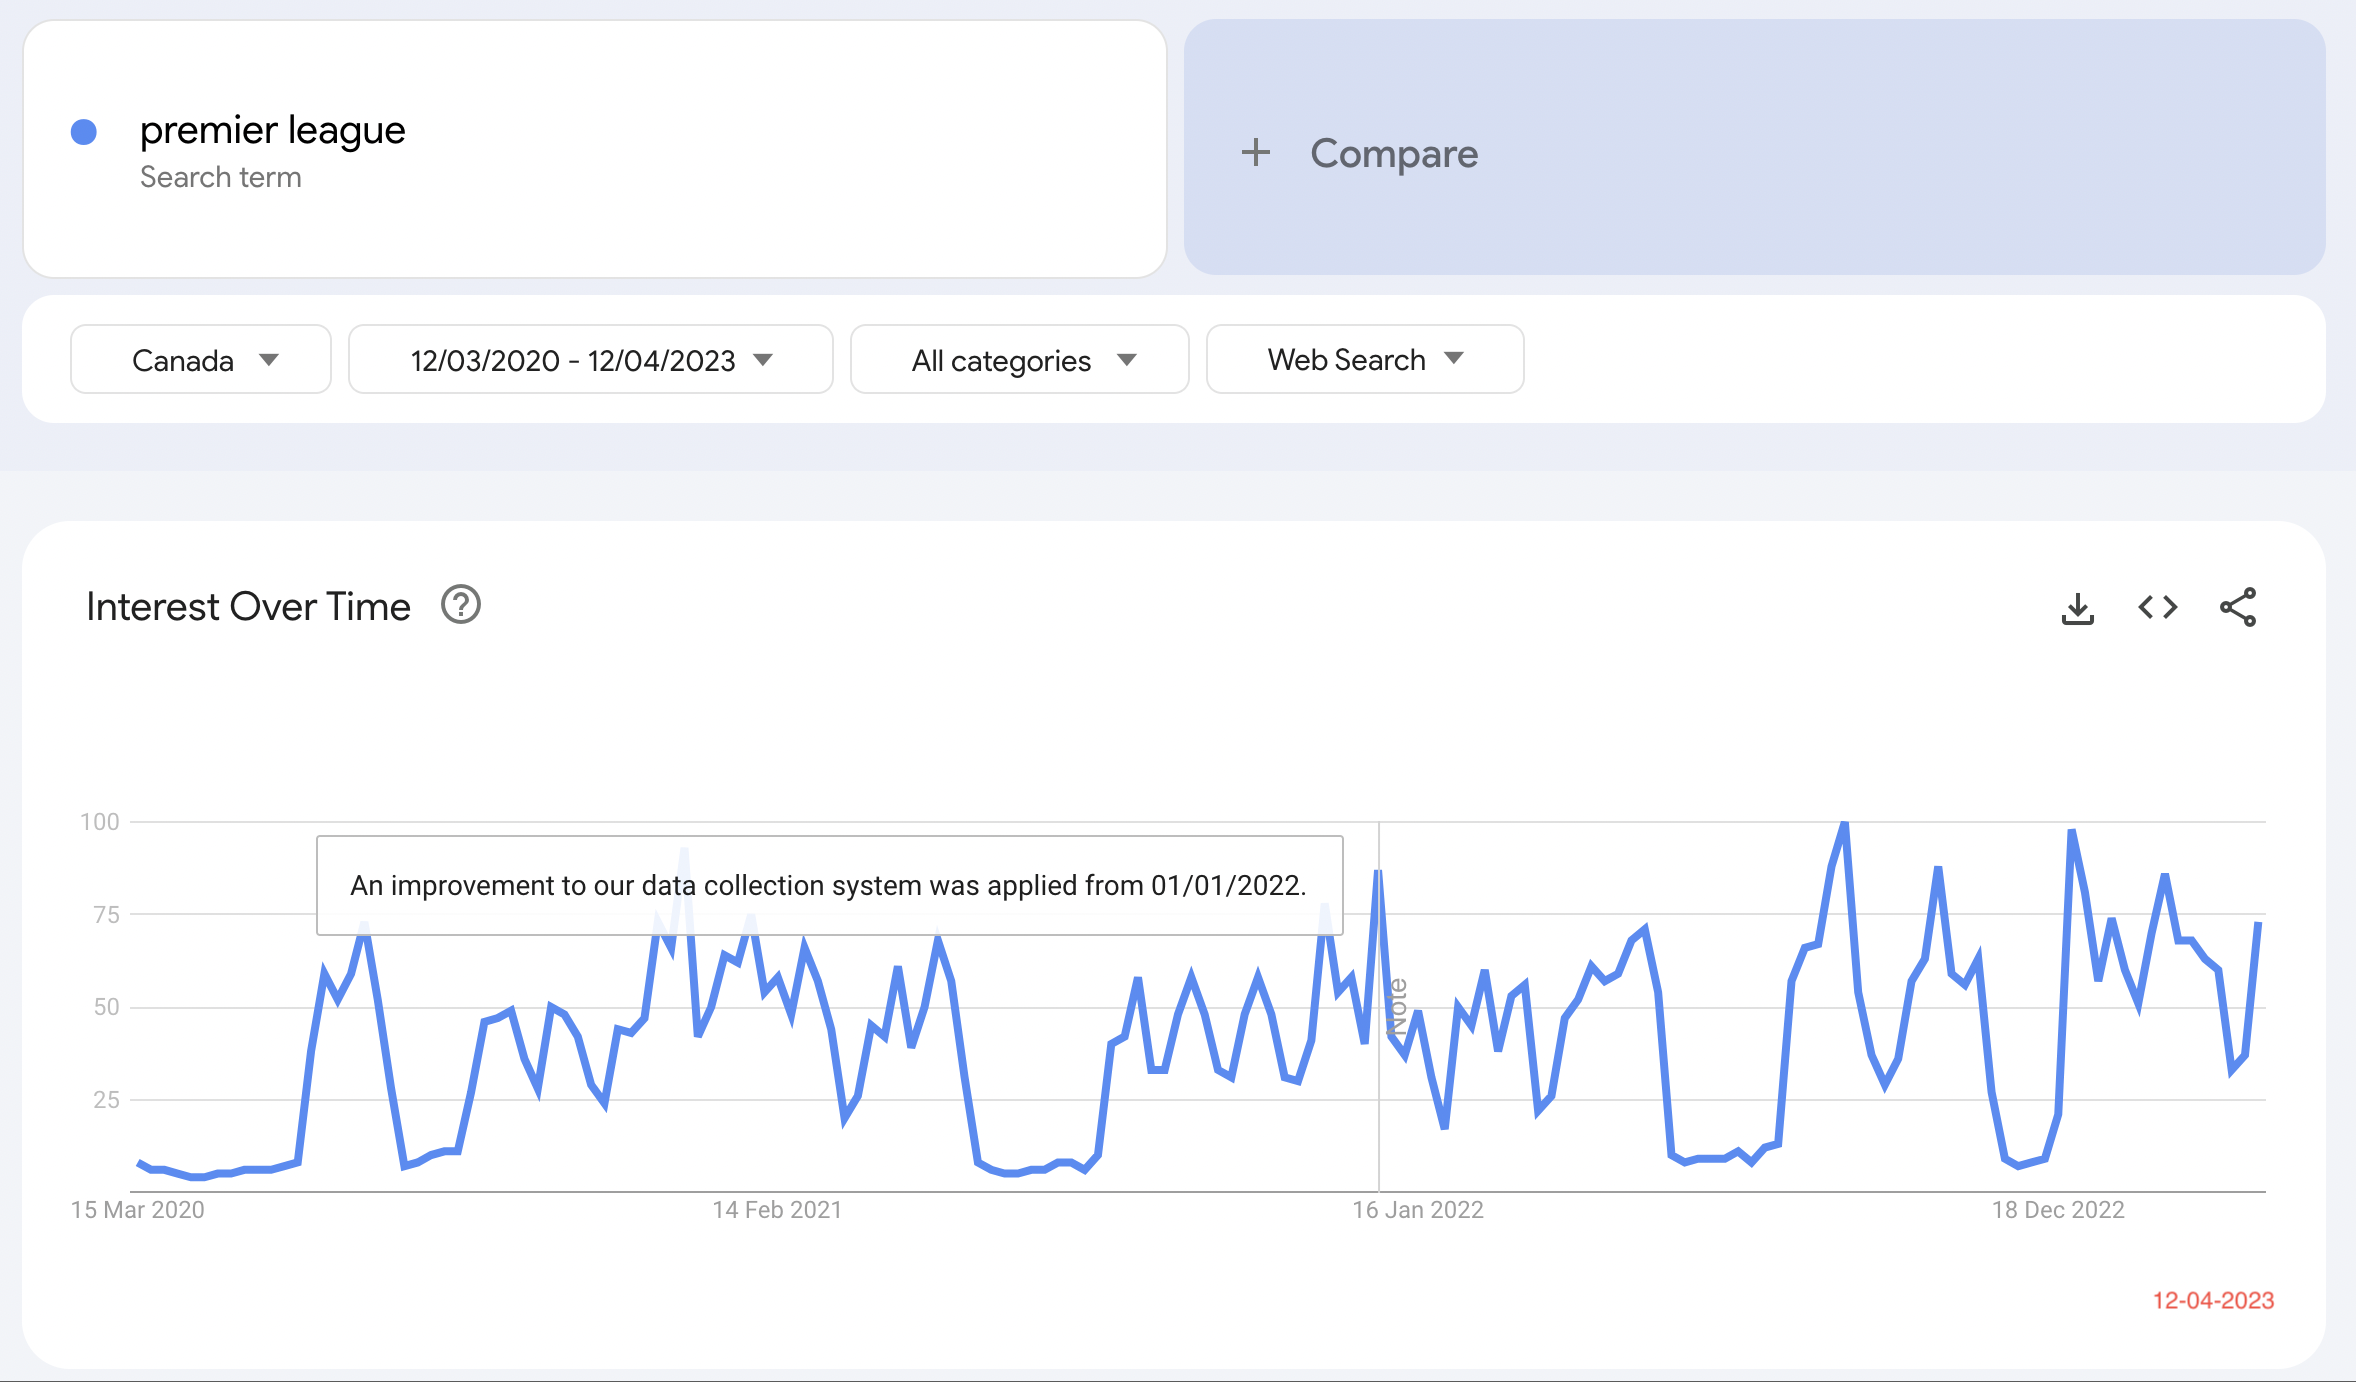 premier league
Search term
+ Compare
Canada
12/03/2020 - 12/04/2023
All categories
Web Search
Interest Over Time ?
100
75
50
25
An improvement to our data collection system was applied from 01/01/2022.
Note
15 Mar 2020
14 Feb 2021
16 Jan 2022
18 Dec 2022
12-04-2023